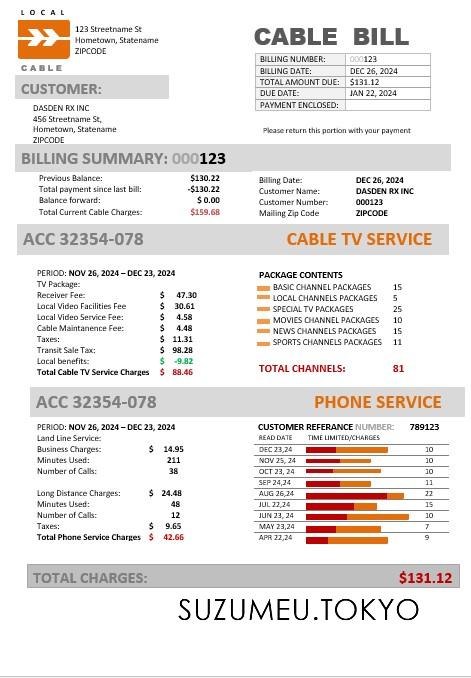 LOCAL
CABLE
123 Streetname St
Hometown, Statename
ZIPCODE
CABLE BILL
BILLING NUMBER: 000123
BILLING DATE: DEC 26, 2024
TOTAL AMOUNT DUE: $131.12
DUE DATE: JAN 22, 2024
PAYMENT ENCLOSED:
CUSTOMER:
DASDEN RX INC
456 Streetname St,
Hometown, Statename
ZIPCODE
Please return this portion with your payment
BILLING SUMMARY: 000123
Previous Balance: $130.22
Total payment since last bill: -$130.22
Balance forward: $ 0.00
Total Current Cable Charges: $159.68
Billing Date: DEC 26, 2024
Customer Name: DASDEN RX INC
Customer Number: 000123
Mailing Zip Code ZIPCODE
ACC 32354-078 CABLE TV SERVICE
PERIOD: NOV 26, 2024 – DEC 23, 2024
TV Package:
Receiver Fee: $ 47.30
Local Video Facilities Fee $ 30.61
Local Video Service Fee: $ 4.58
Cable Maintanence Fee: $ 4.48
Taxes: $ 11.31
Transit Sale Tax: $ 98.28
Local benefits: $ -9.82
Total Cable TV Service Charges $ 88.46
PACKAGE CONTENTS
BASIC CHANNEL PACKAGES 15
LOCAL CHANNEL PACKAGES 5
SPECIAL TV PACKAGES 25
MOVIES CHANNEL PACKAGES 10
NEWS CHANNEL PACKAGES 15
SPORTS CHANNEL PACKAGES 11
TOTAL CHANNELS: 81
ACC 32354-078 PHONE SERVICE
PERIOD: NOV 26, 2024 – DEC 23, 2024
Land Line Service:
Business Charges: $ 14.95
Minutes Used: 211
Number of Calls: 38
Long Distance Charges: $ 24.48
Minutes Used: 48
Number of Calls: 12
Taxes: $ 9.65
Total Phone Service Charges $ 42.66
CUSTOMER REFERANCE NUMBER: 789123
READ DATE TIME LIMITED/CHARGES
DEC 23,24 10
NOV 25, 24 10
OCT 23, 24 10
SEP 24,24 11
AUG 26,24 22
JUL 22,24 15
JUN 23, 24 10
MAY 23,24 7
APR 22,24 9
TOTAL CHARGES: $131.12
SUZUMEU.TOKYO